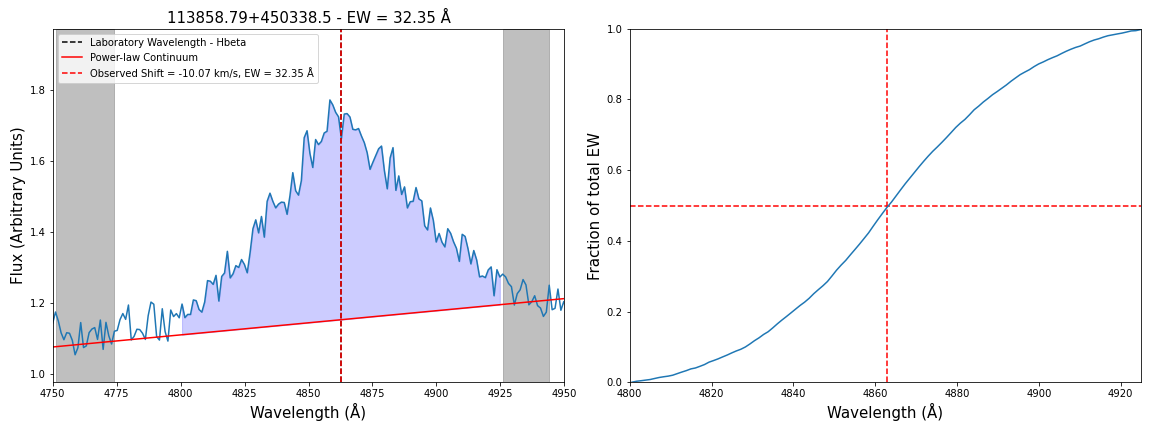 113858.79+450338.5 - EW = 32.35 Å
Laboratory Wavelength - Hbeta
Power-law Continuum
Observed Shift = -10.07 km/s, EW = 32.35 Å
Flux (Arbitrary Units)
1.8
1.6
1.4
1.2
1.0
4750 4775 4800 4825 4850 4875 4900 4925 4950
Wavelength (Å)
Fraction of total EW
1.0
0.8
0.6
0.4
0.2
0.0
4800 4820 4840 4860 4880 4900 4920
Wavelength (Å)